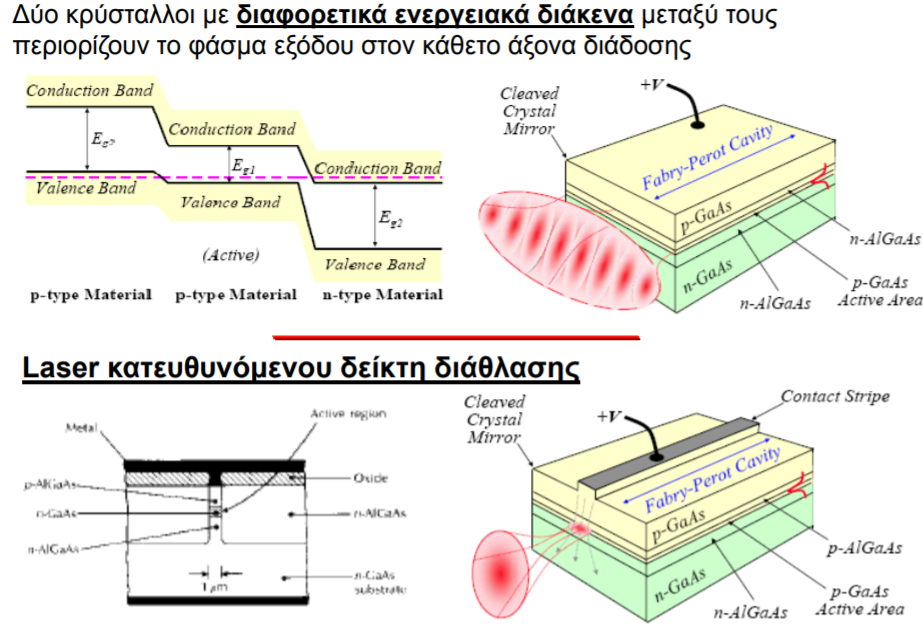 Δύο κρύσταλλοι με διαφορετικά ενεργειακά διάκενα μεταξύ τους
περιορίζουν το φάσμα εξόδου στον κάθετο άξονα διάδοσης
Conduction Band
Eg2
Valence Band
Conduction Band
Eg1
Valence Band
(Active)
Conduction Band
Eg2
Valence Band
p-type Material
p-type Material
n-type Material
Cleaved
Crystal
Mirror
+V
Fabry-Perot Cavity
p-GaAs
n-GaAs
n-AlGaAs
p-GaAs
Active Area
n-AlGaAs
Laser κατευθυνόμενου δείκτη διάθλασης
Metal
Active region
Oxide
p-AlGaAs
n-GaAs
n-AlGaAs
n-AlGaAs
1 μm
n-GaAs
substrate
Cleaved
Crystal
Mirror
+V
Contact Stripe
Fabry-Perot Cavity
p-GaAs
n-GaAs
p-AlGaAs
p-GaAs
Active Area
n-AlGaAs